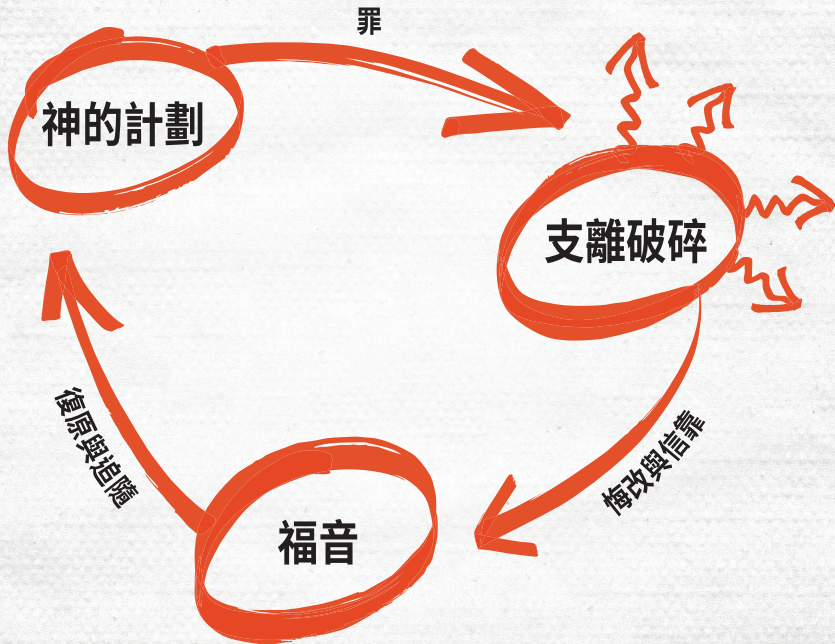 罪
神的計劃
支離破碎
悔改與信靠
福音
復原與追隨